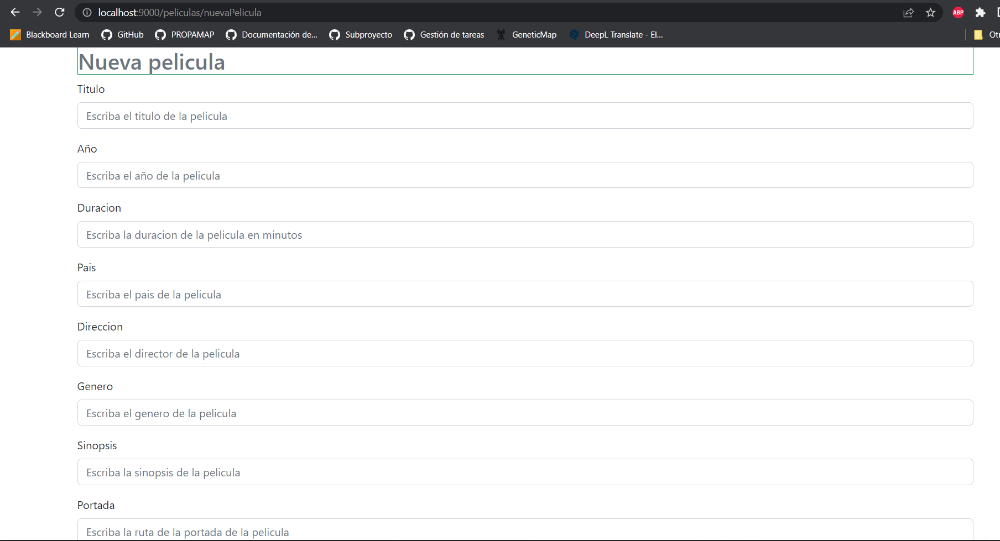 localhost:9000/peliculas/nuevaPelicula
ABP
Blackboard Learn GitHub PROPAMAP Documentación de... Subproyecto Gestión de tareas GeneticMap DeepL Translate - El...
Nueva pelicula
Titulo
Escriba el titulo de la pelicula
Año
Escriba el año de la pelicula
Duracion
Escriba la duracion de la pelicula en minutos
Pais
Escriba el pais de la pelicula
Direccion
Escriba el director de la pelicula
Genero
Escriba el genero de la pelicula
Sinopsis
Escriba la sinopsis de la pelicula
Portada
Escriba la ruta de la portada de la pelicula